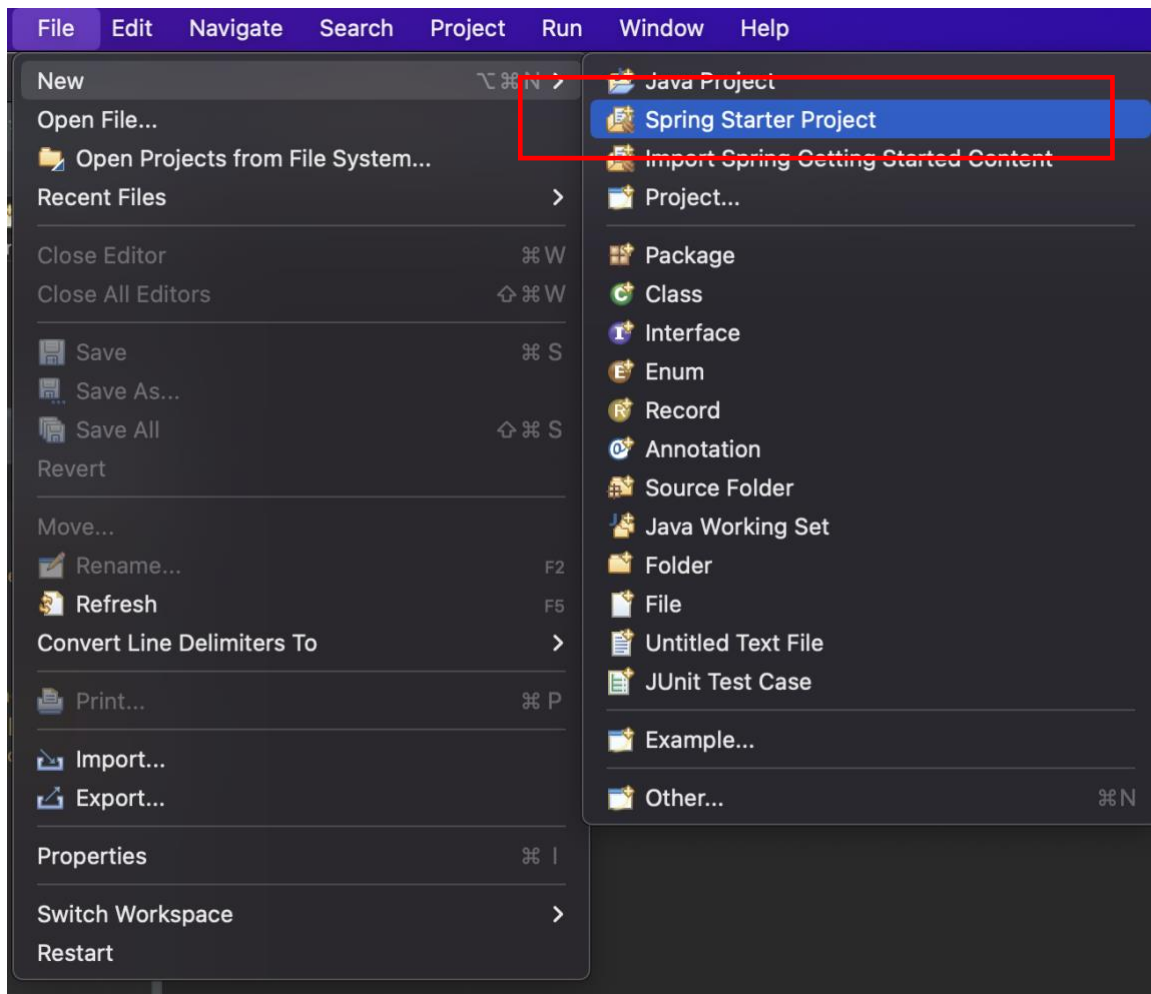 File Edit Navigate Search Project Run Window Help
New ⌥⌘N >
Open File...
Open Projects from File System...
Recent Files >
Close Editor ⌘W
Close All Editors ⇧⌘W
Save ⌘S
Save As...
Save All ⇧⌘S
Revert
Move...
Rename... F2
Refresh F5
Convert Line Delimiters To >
Print... ⌘P
Import...
Export...
Properties ⌘I
Switch Workspace >
Restart
Java Project
Spring Starter Project
Import Spring Getting Started Content
Project...
Package
Class
Interface
Enum
Record
Annotation
Source Folder
Java Working Set
Folder
File
Untitled Text File
JUnit Test Case
Example...
Other... ⌘N